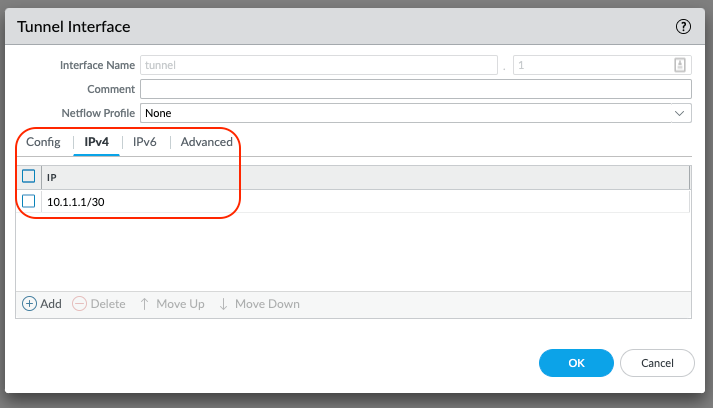 Tunnel Interface
Interface Name tunnel . 1
Comment
Netflow Profile None
Config IPv4 IPv6 Advanced
IP
10.1.1.1/30
Add Delete Move Up Move Down
OK Cancel